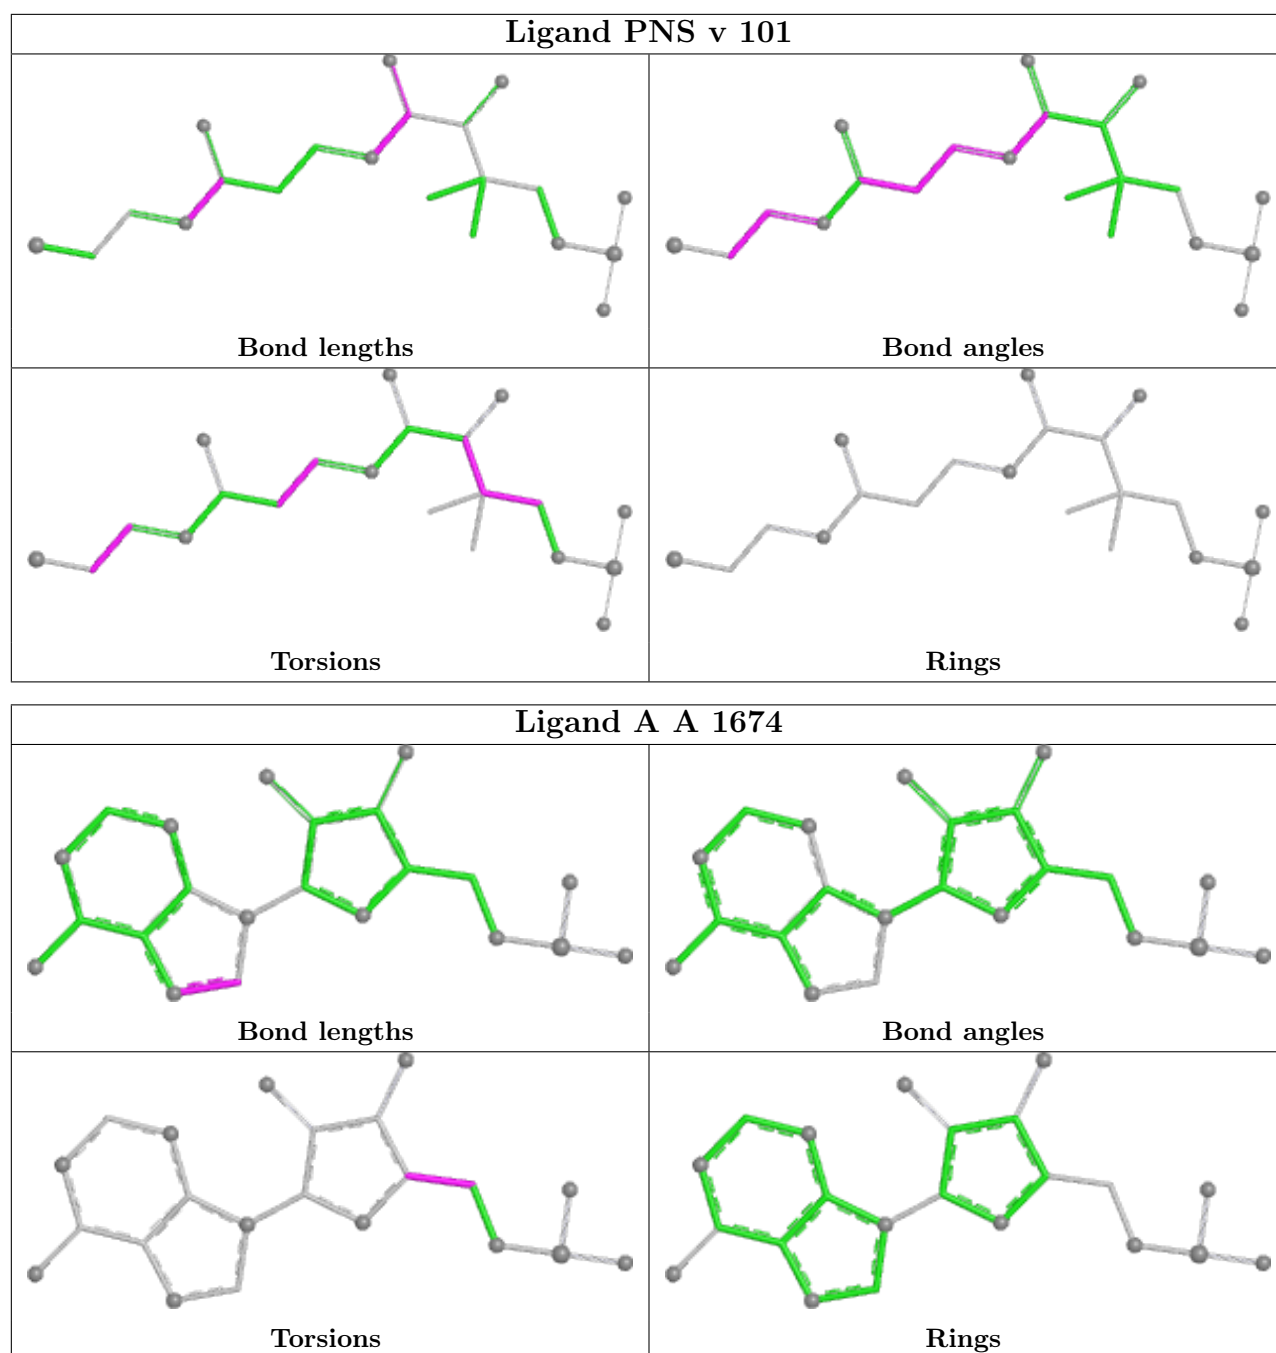 Ligand PNS v 101
Bond lengths
Bond angles
Torsions
Rings
Ligand A A 1674
Bond lengths
Bond angles
Torsions
Rings